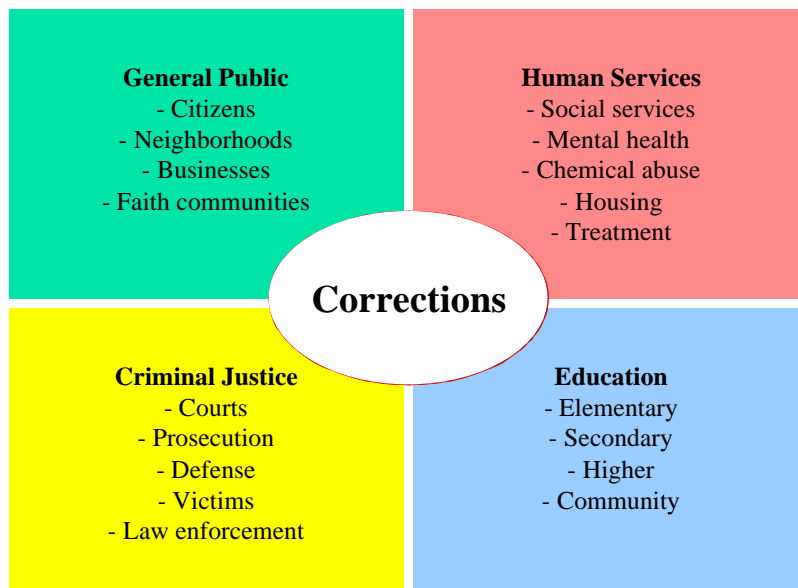 General Public
- Citizens
- Neighborhoods
- Businesses
- Faith communities
Human Services
- Social services
- Mental health
- Chemical abuse
- Housing
- Treatment
Corrections
Criminal Justice
- Courts
- Prosecution
- Defense
- Victims
- Law enforcement
Education
- Elementary
- Secondary
- Higher
- Community